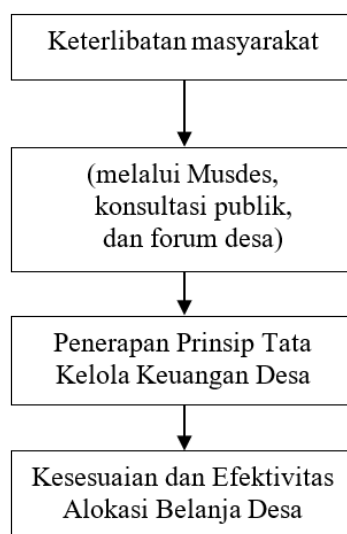 Keterlibatan masyarakat
(melalui Musdes,
konsultasi publik,
dan forum desa)
Penerapan Prinsip Tata
Kelola Keuangan Desa
Kesesuaian dan Efektivitas
Alokasi Belanja Desa